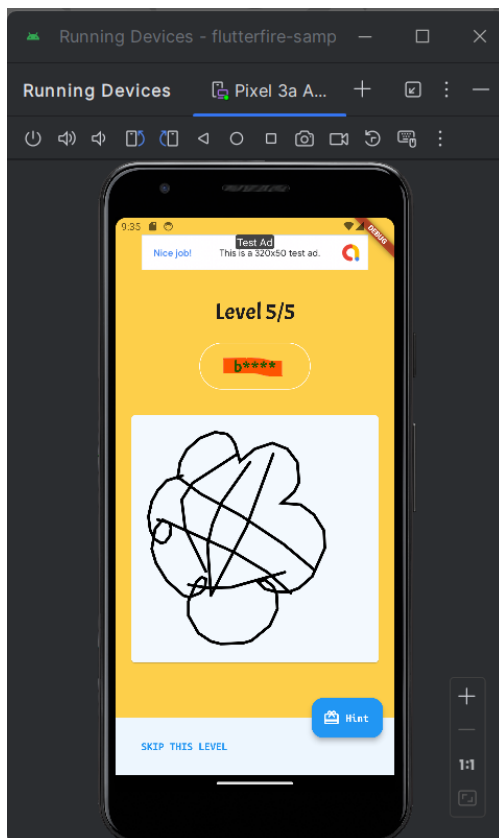 Running Devices - flutterfire-samp
Running Devices
Pixel 3a A...
9:35
DEBUG
Test Ad
Nice job!
This is a 320x50 test ad.
Level 5/5
b****
Hint
SKIP THIS LEVEL
1:1